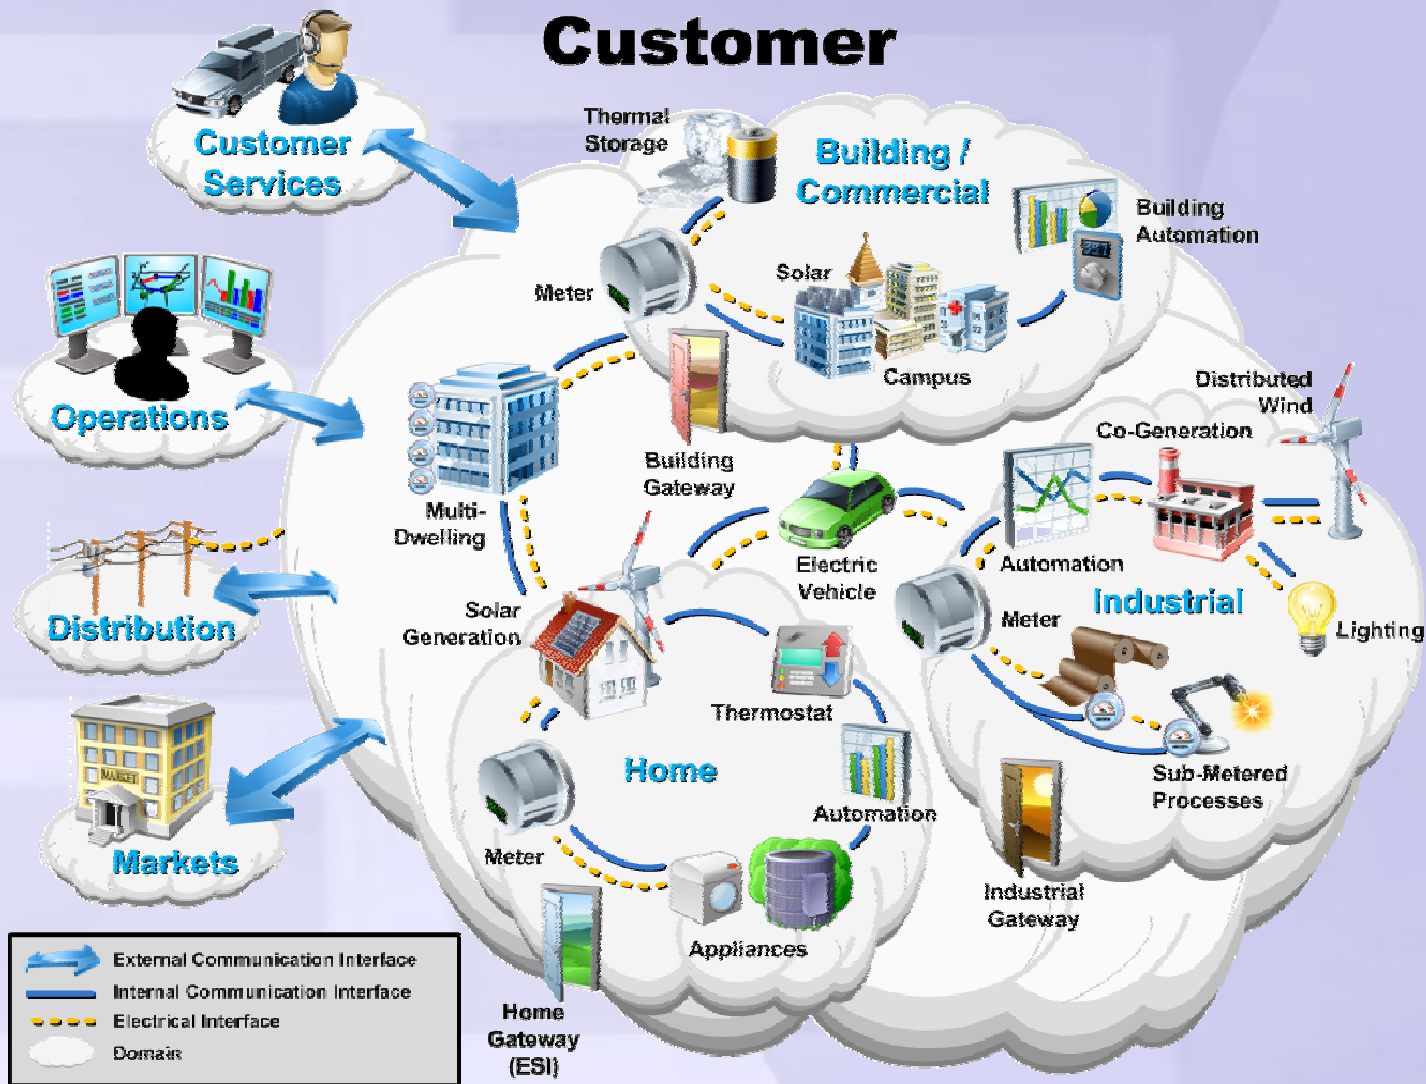 Customer
Customer
Services
Thermal
Storage
Building /
Commercial
Building
Automation
Meter
Solar
Campus
Operations
Building
Gateway
Multi-
Dwelling
Distributed
Wind
Co-Generation
Automation
Industrial
Electric
Vehicle
Meter
Lighting
Distribution
Solar
Generation
Thermostat
Home
Automation
Sub-Metered
Processes
MARKET
Markets
Meter
Appliances
Industrial
Gateway
Home
Gateway
(ESI)
External Communication Interface
Internal Communication Interface
Electrical Interface
Domain